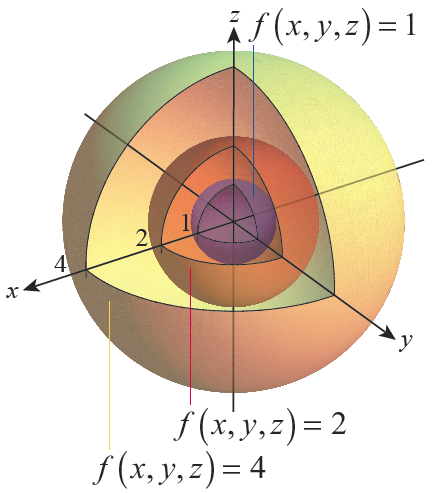 z
f(x, y, z) = 1
1
2
4
x
y
f(x, y, z) = 2
f(x, y, z) = 4